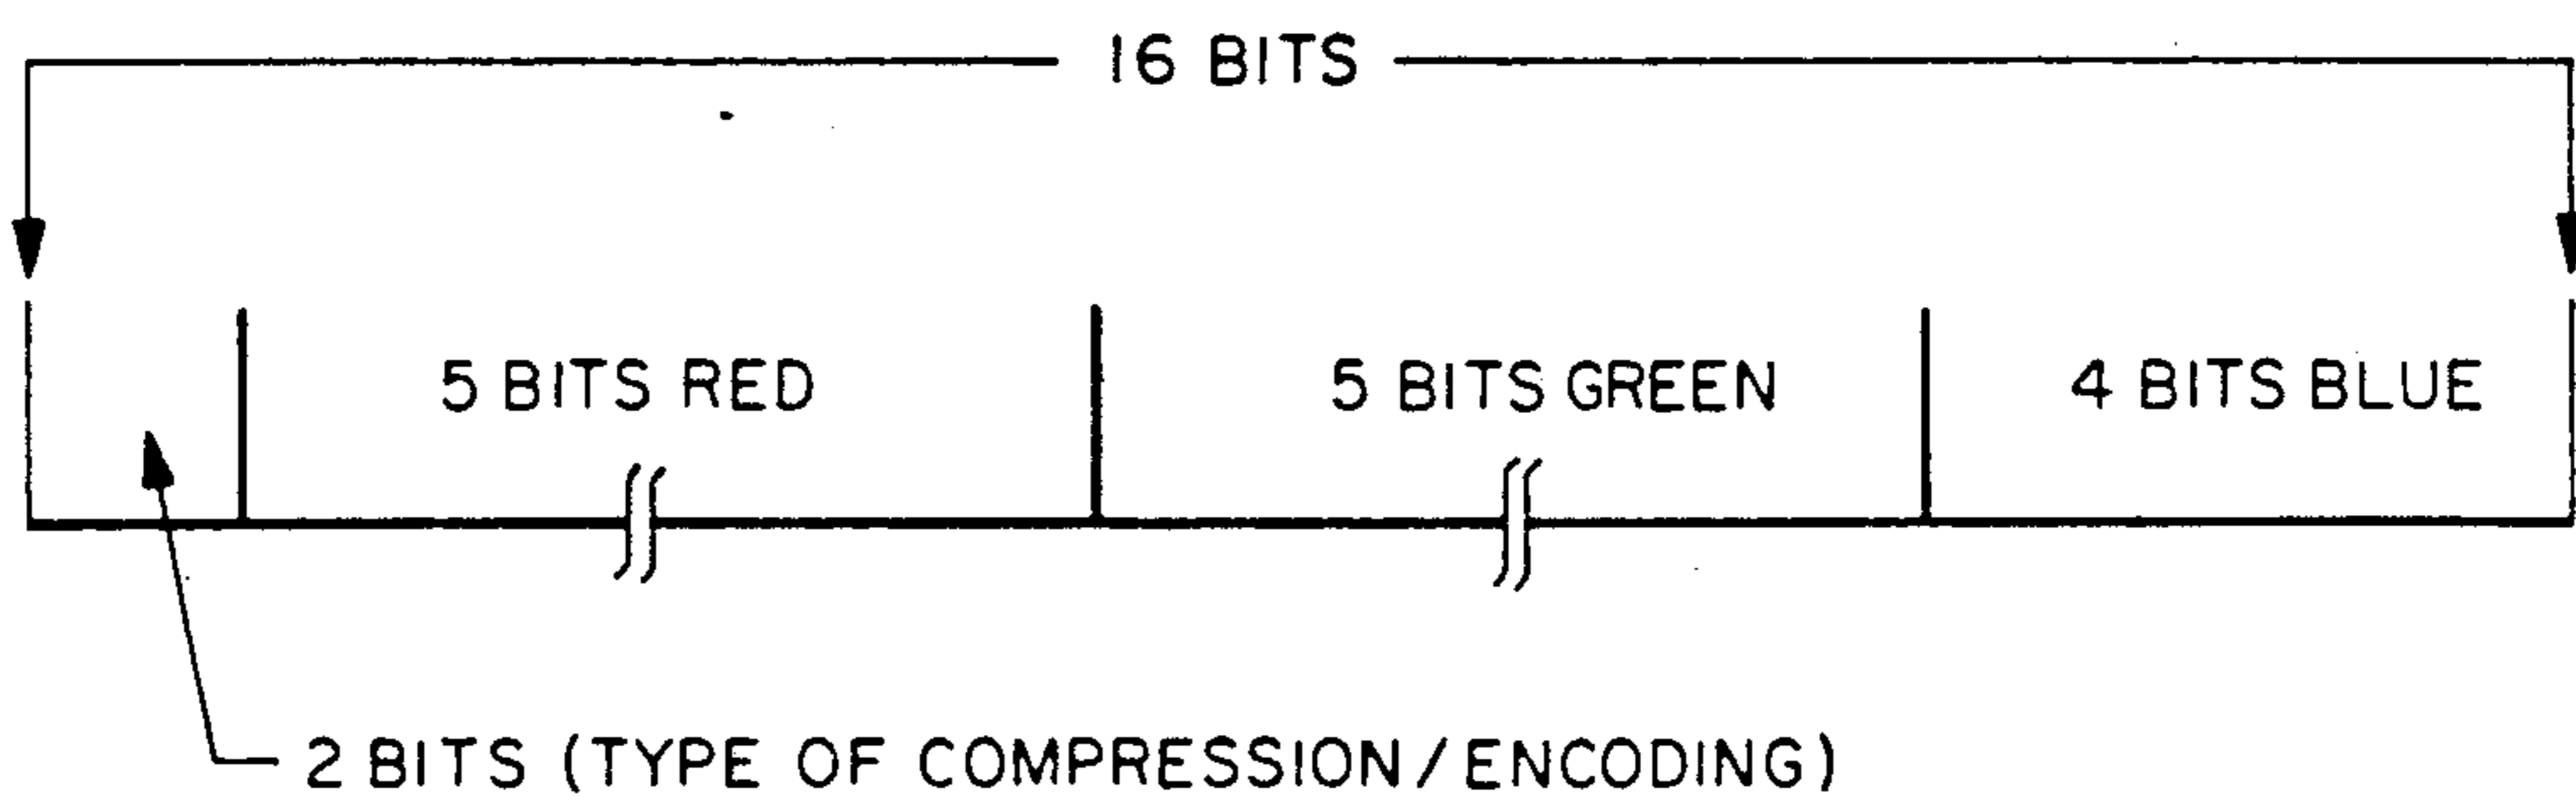 16 BITS
5 BITS RED
5 BITS GREEN
4 BITS BLUE
2 BITS (TYPE OF COMPRESSION/ENCODING)